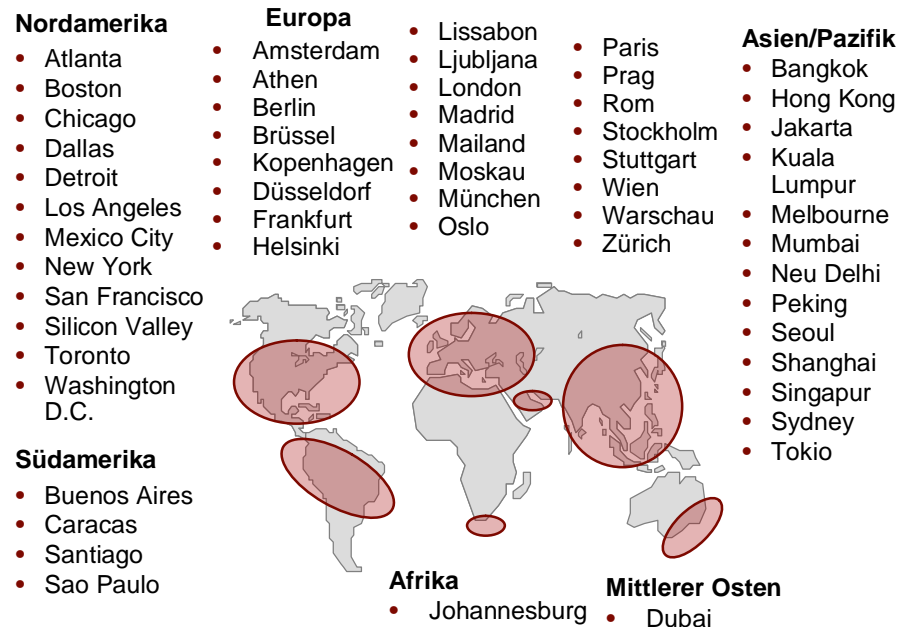 Nordamerika
• Atlanta
• Boston
• Chicago
• Dallas
• Detroit
• Los Angeles
• Mexico City
• New York
• San Francisco
• Silicon Valley
• Toronto
• Washington
D.C.
Südamerika
• Buenos Aires
• Caracas
• Santiago
• Sao Paulo
Europa
• Amsterdam
• Athen
• Berlin
• Brüssel
• Kopenhagen
• Düsseldorf
• Frankfurt
• Helsinki
• Lissabon
• Ljubljana
• London
• Madrid
• Mailand
• Moskau
• München
• Oslo
• Paris
• Prag
• Rom
• Stockholm
• Stuttgart
• Wien
• Warschau
• Zürich
Asien/Pazifik
• Bangkok
• Hong Kong
• Jakarta
• Kuala
Lumpur
• Melbourne
• Mumbai
• Neu Delhi
• Peking
• Seoul
• Shanghai
• Singapur
• Sydney
• Tokio
Afrika
• Johannesburg
Mittlerer Osten
• Dubai